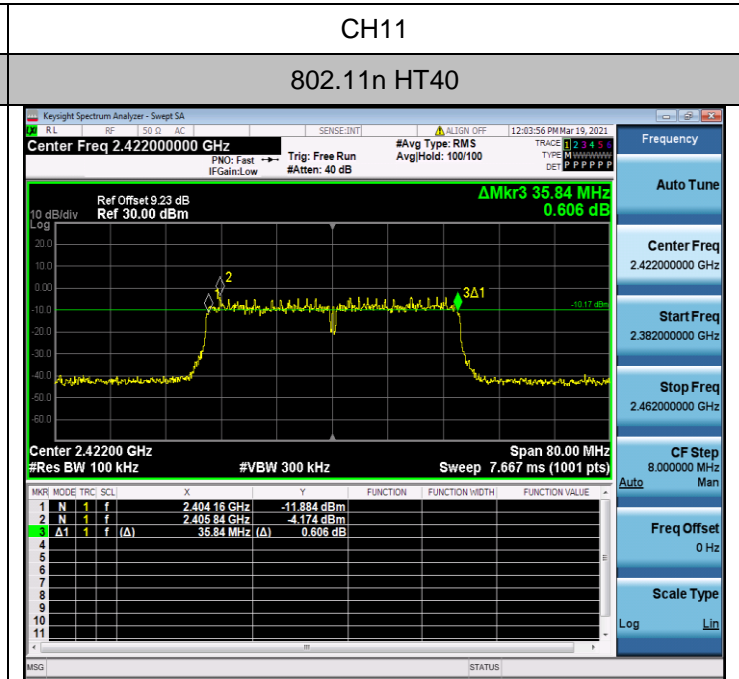 CH11
802.11n HT40
Keysight Spectrum Analyzer - Swept SA
RL RF 50 Ω AC SENSE:INT ALIGN OFF 12:03:56 PM Mar 19, 2021
Center Freq 2.422000000 GHz
PNO: Fast
IFGain:Low
Trig: Free Run
#Atten: 40 dB
#Avg Type: RMS
Avg|Hold: 100/100
TRACE 1 2 3 4 5 6
TYPE M WWWWW
DET P P P P P P
Frequency
Auto Tune
Center Freq
2.422000000 GHz
Start Freq
2.382000000 GHz
Stop Freq
2.462000000 GHz
CF Step
8.000000 MHz
Auto Man
Freq Offset
0 Hz
Scale Type
Log Lin
Ref Offset 9.23 dB
10 dB/div Ref 30.00 dBm
Log
ΔMkr3 35.84 MHz
0.606 dB
20.0
10.0
0.00
-10.0
-20.0
-30.0
-40.0
-50.0
-60.0
1
2
3Δ1
-10.17 dBm
Center 2.42200 GHz Span 80.00 MHz
#Res BW 100 kHz #VBW 300 kHz Sweep 7.667 ms (1001 pts)
MKR MODE TRC SCL X Y FUNCTION FUNCTION WIDTH FUNCTION VALUE
1 N 1 f 2.404 16 GHz -11.884 dBm
2 N 1 f 2.405 84 GHz -4.174 dBm
3 Δ1 1 f (Δ) 35.84 MHz (Δ) 0.606 dB
4
5
6
7
8
9
10
11
MSG STATUS